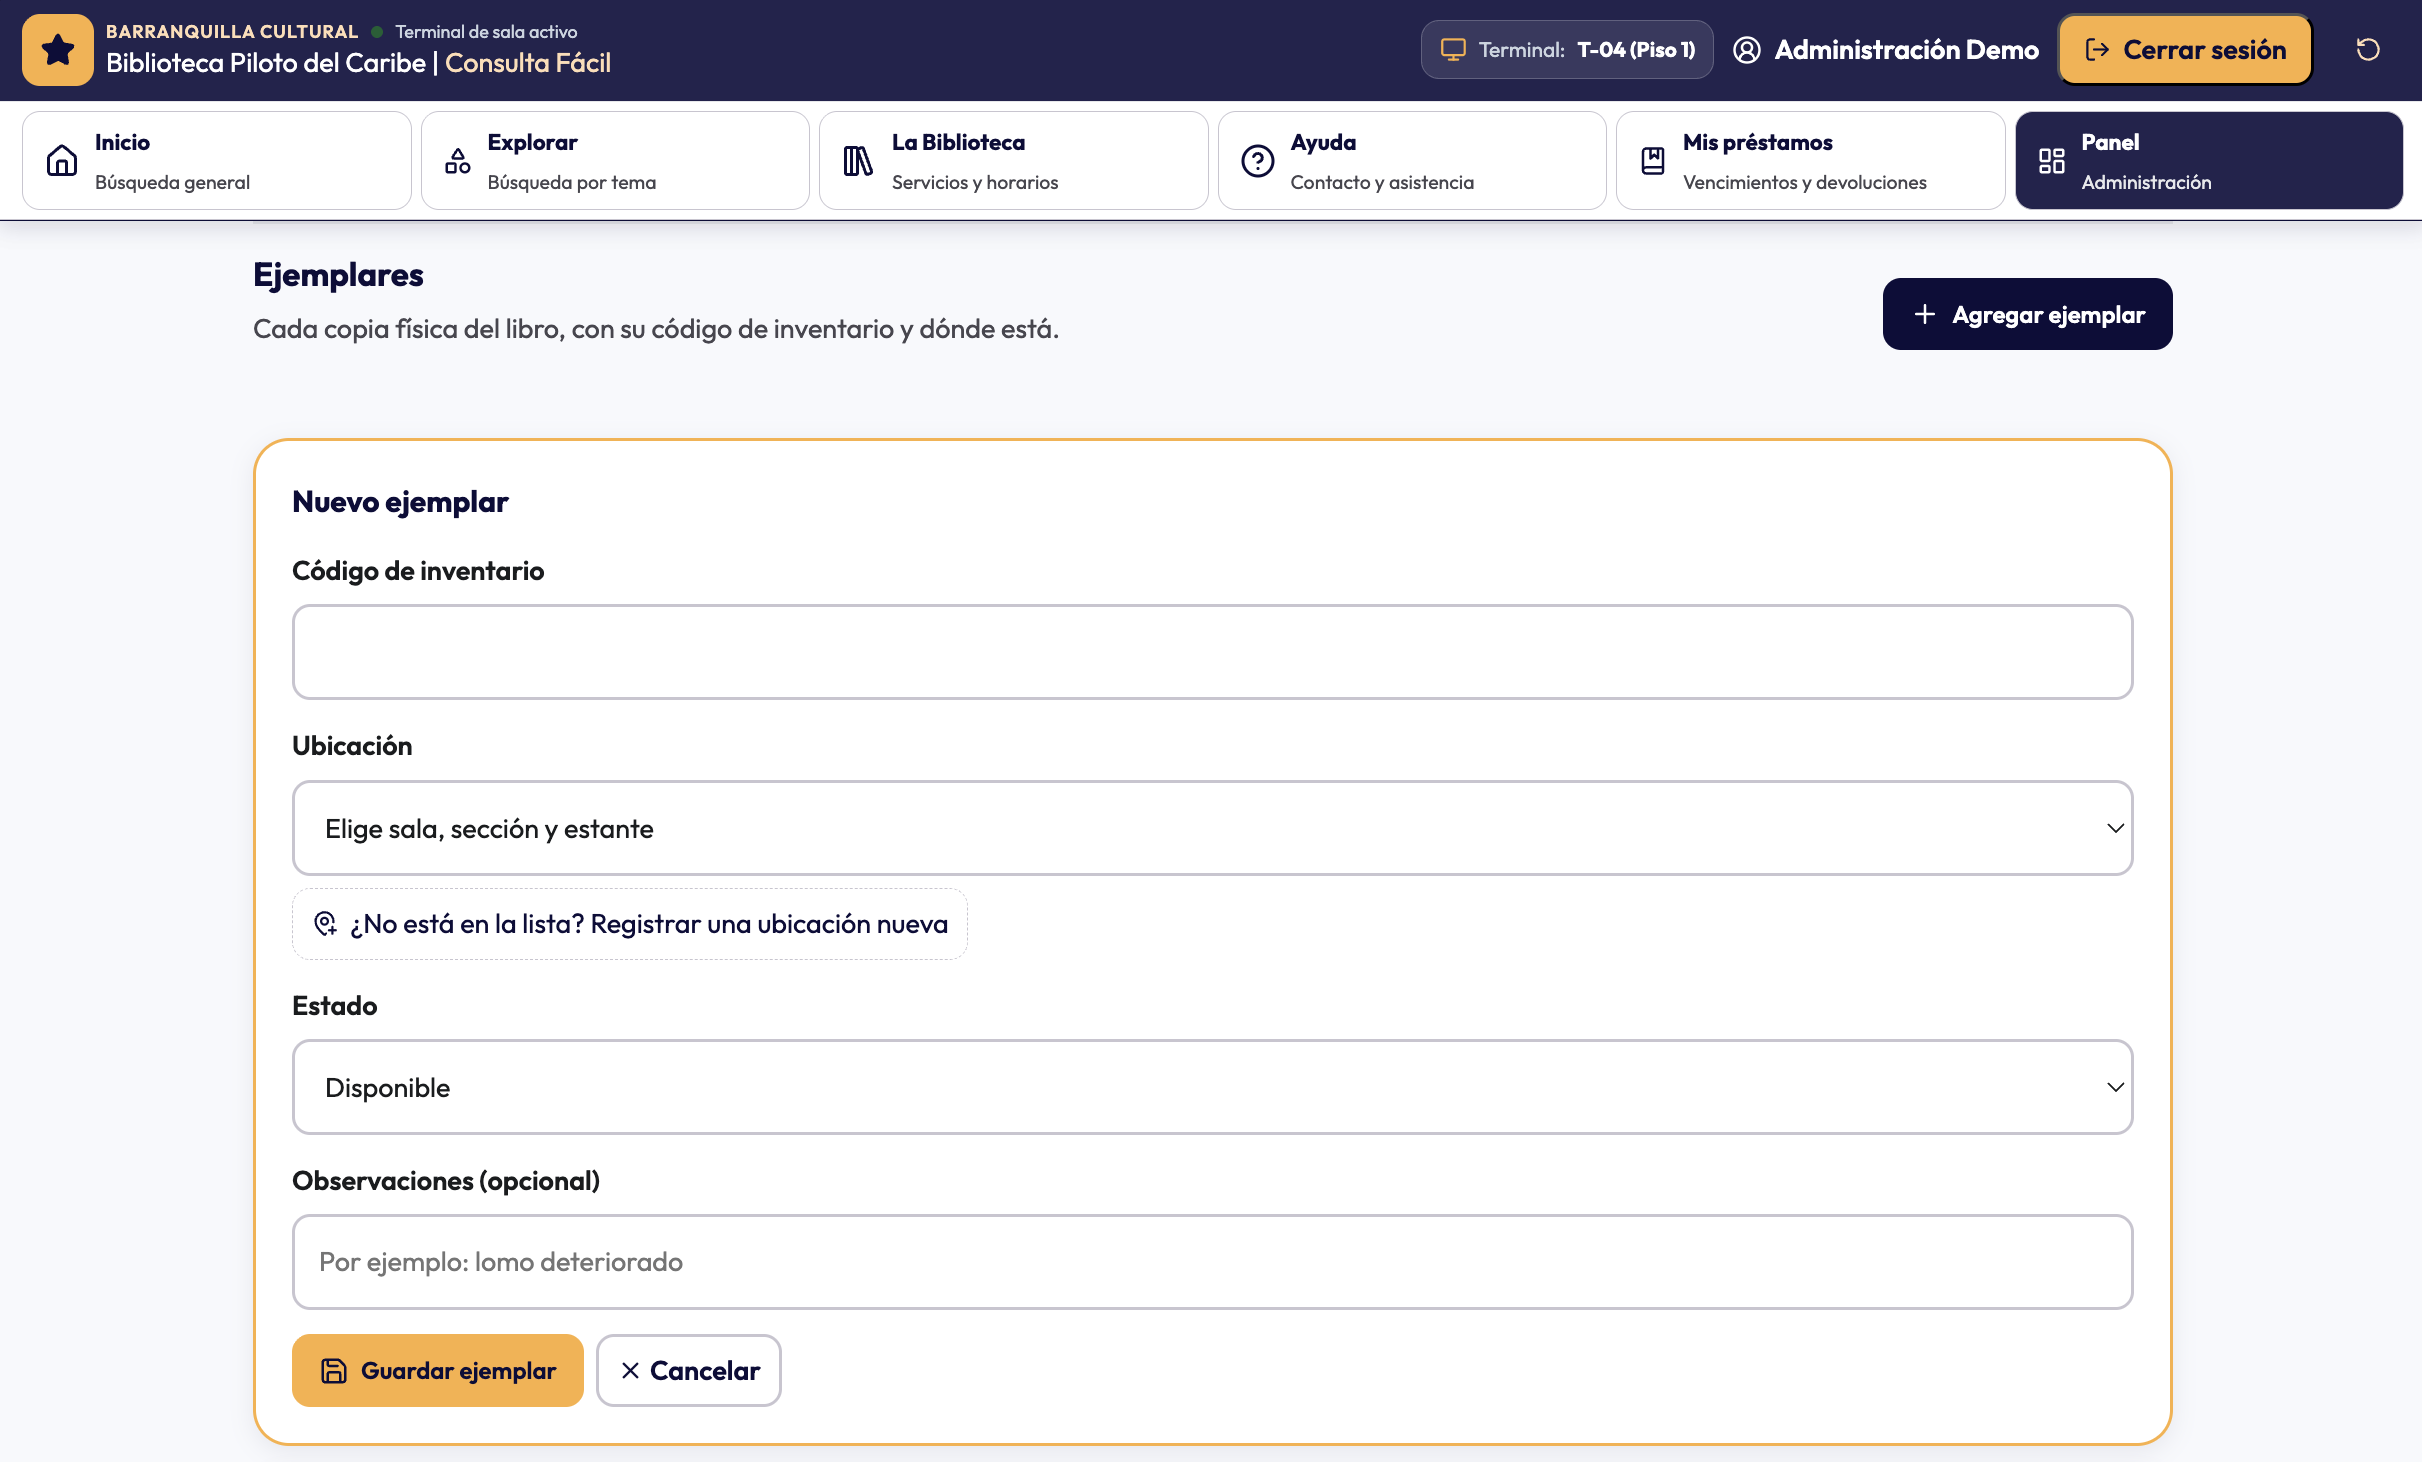 BARRANQUILLA CULTURAL Terminal de sala activo
Biblioteca Piloto del Caribe | Consulta Fácil
Terminal: T-04 (Piso 1)
Administración Demo
Cerrar sesión
Inicio
Búsqueda general
Explorar
Búsqueda por tema
La Biblioteca
Servicios y horarios
Ayuda
Contacto y asistencia
Mis préstamos
Vencimientos y devoluciones
Panel
Administración
Ejemplares
Cada copia física del libro, con su código de inventario y dónde está.
Agregar ejemplar
Nuevo ejemplar
Código de inventario
Ubicación
Elige sala, sección y estante
¿No está en la lista? Registrar una ubicación nueva
Estado
Disponible
Observaciones (opcional)
Por ejemplo: lomo deteriorado
Guardar ejemplar
Cancelar